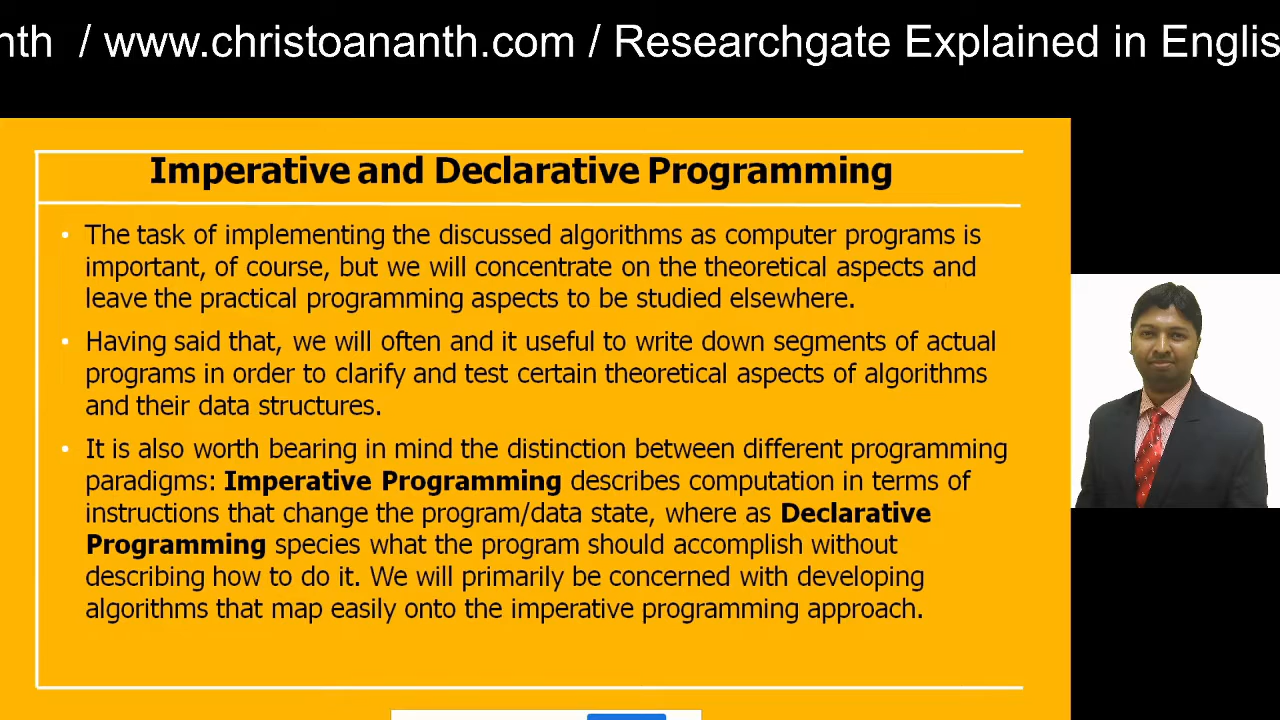 nth / www.christoananth.com / Researchgate Explained in Englis
Imperative and Declarative Programming
• The task of implementing the discussed algorithms as computer programs is
important, of course, but we will concentrate on the theoretical aspects and
leave the practical programming aspects to be studied elsewhere.
• Having said that, we will often and it useful to write down segments of actual
programs in order to clarify and test certain theoretical aspects of algorithms
and their data structures.
• It is also worth bearing in mind the distinction between different programming
paradigms: Imperative Programming describes computation in terms of
instructions that change the program/data state, where as Declarative
Programming species what the program should accomplish without
describing how to do it. We will primarily be concerned with developing
algorithms that map easily onto the imperative programming approach.